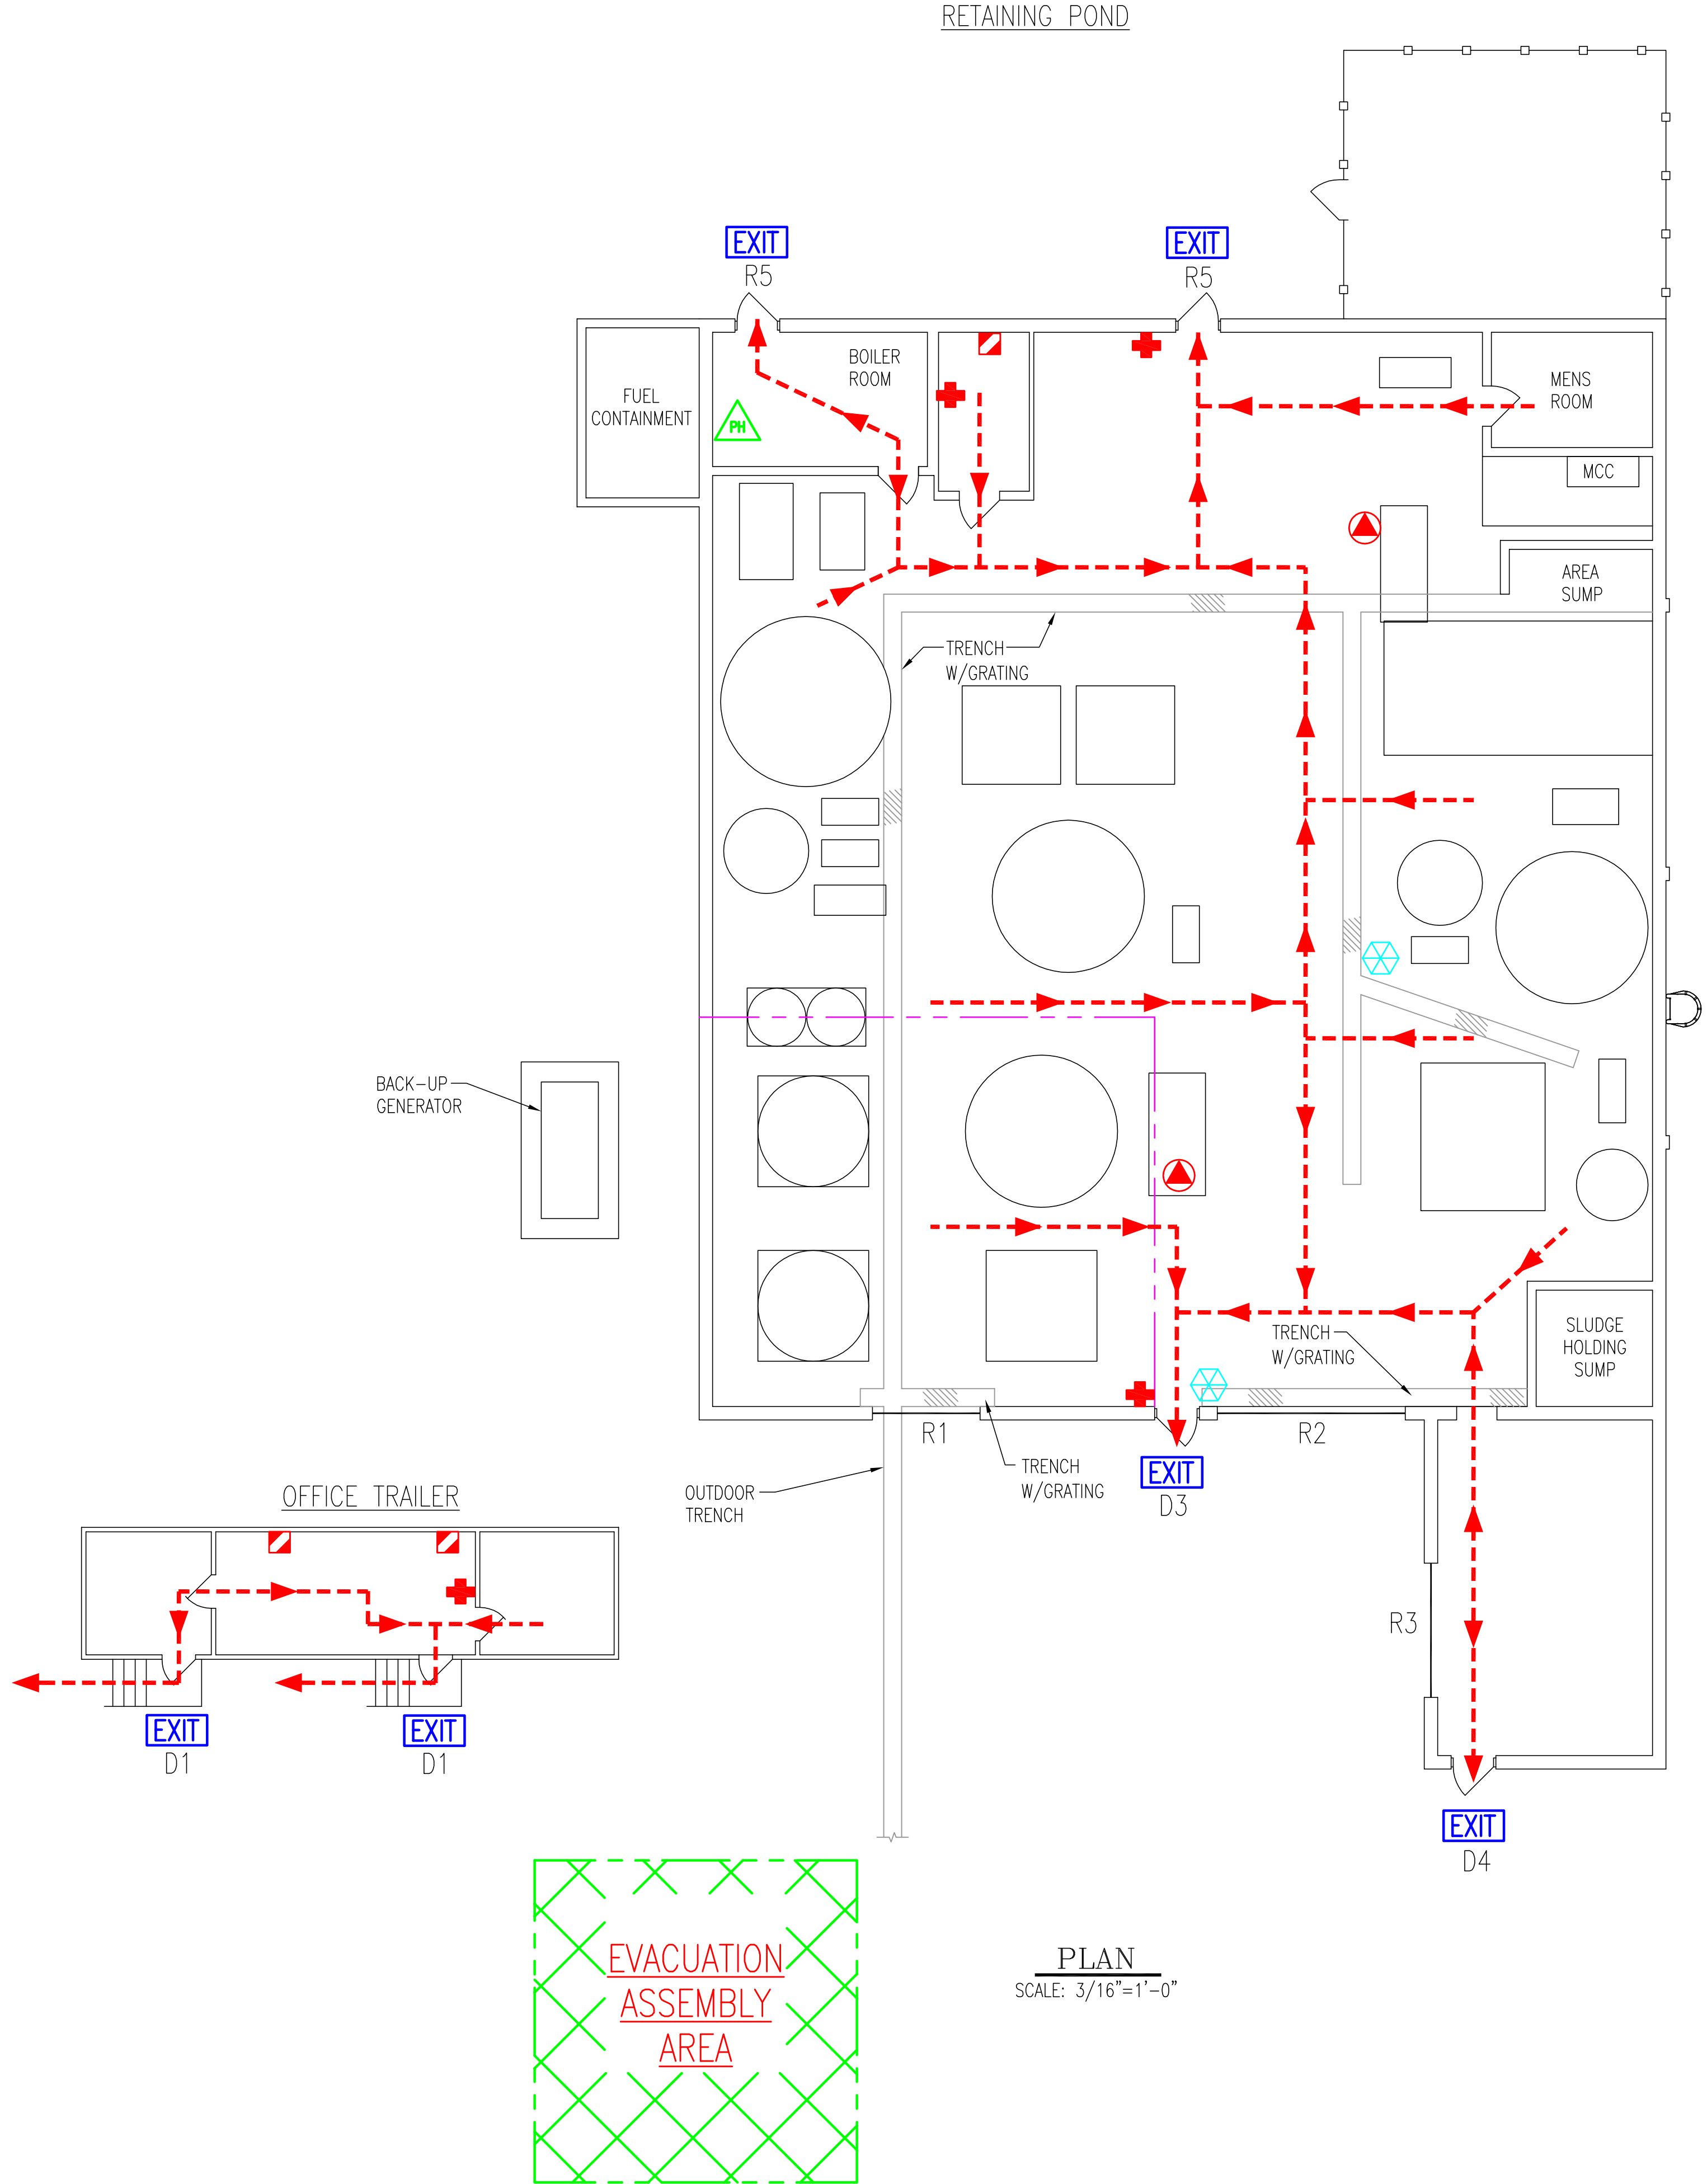 RETAINING POND
EXIT
R5
EXIT
R5
BOILER
ROOM
FUEL
CONTAINMENT
PH
MENS
ROOM
MCC
AREA
SUMP
TRENCH
W/GRATING
BACK-UP
GENERATOR
TRENCH
W/GRATING
SLUDGE
HOLDING
SUMP
R1
R2
TRENCH
W/GRATING
EXIT
D3
OUTDOOR
TRENCH
OFFICE TRAILER
R3
EXIT
D1
EXIT
D1
EXIT
D4
EVACUATION
ASSEMBLY
AREA
PLAN
SCALE: 3/16"=1'-0"